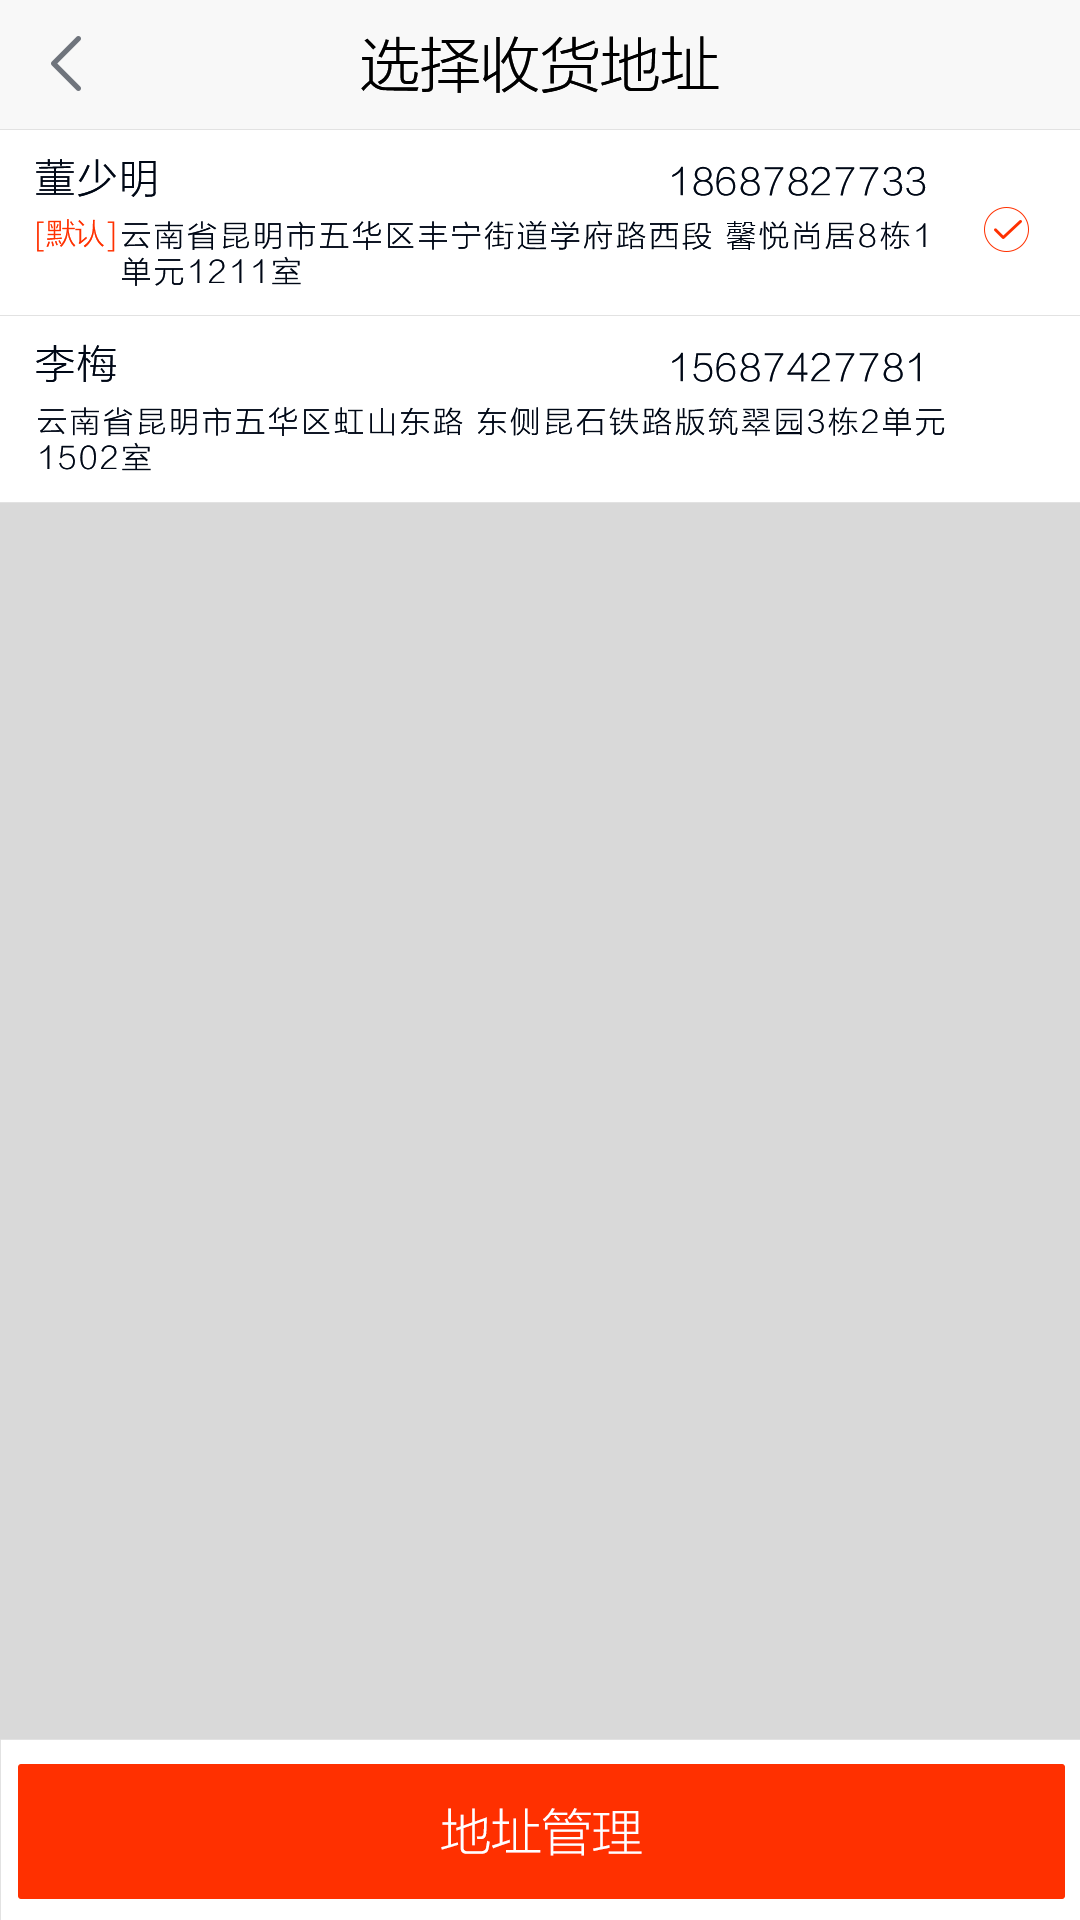 选择收货地址
董少明 18687827733
[默认]云南省昆明市五华区丰宁街道学府路西段 馨悦尚居8栋1
单元1211室
李梅 15687427781
云南省昆明市五华区虹山东路 东侧昆石铁路版筑翠园3栋2单元
1502室
地址管理